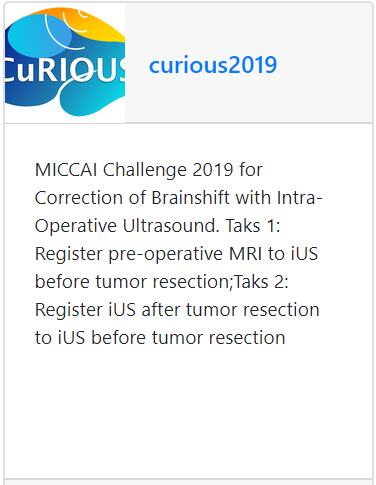 CuRIOUS
curious2019
MICCAI Challenge 2019 for
Correction of Brainshift with Intra-
Operative Ultrasound. Taks 1:
Register pre-operative MRI to iUS
before tumor resection;Taks 2:
Register iUS after tumor resection
to iUS before tumor resection